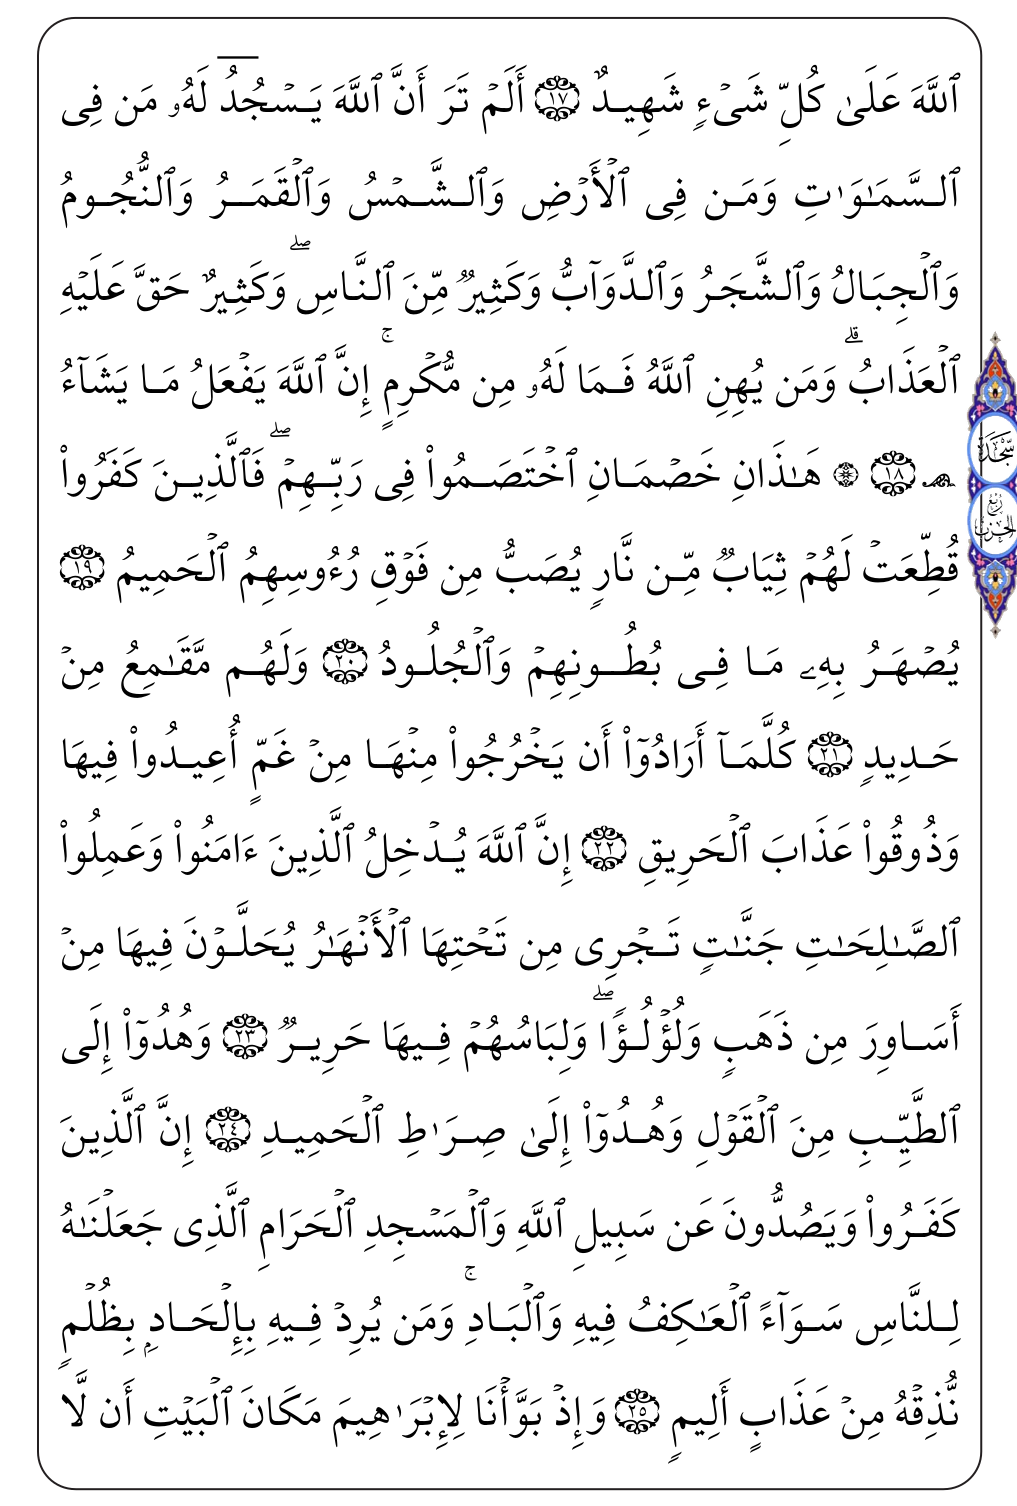 ٱللَّهَ عَلَىٰ كُلِّ شَىۡءٖ شَهِيدٌ ١٧ أَلَمۡ تَرَ أَنَّ ٱللَّهَ يَسۡجُدُۤ لَهُۥ مَن فِى
ٱلسَّمَٰوَٰتِ وَمَن فِى ٱلۡأَرۡضِ وَٱلشَّمۡسُ وَٱلۡقَمَرُ وَٱلنُّجُومُ
وَٱلۡجِبَالُ وَٱلشَّجَرُ وَٱلدَّوَآبُّ وَكَثِيرٞ مِّنَ ٱلنَّاسِۖ وَكَثِيرٌ حَقَّ عَلَيۡهِ
ٱلۡعَذَابُۗ وَمَن يُهِنِ ٱللَّهُ فَمَا لَهُۥ مِن مُّكۡرِمٍۚ إِنَّ ٱللَّهَ يَفۡعَلُ مَا يَشَآءُ
۩ ١٨ ۞ هَٰذَانِ خَصۡمَانِ ٱخۡتَصَمُواْ فِى رَبِّهِمۡۖ فَٱلَّذِينَ كَفَرُواْ
سَّجۡدَة
رُبۡع
الحِزۡب
قُطِّعَتۡ لَهُمۡ ثِيَابٞ مِّن نَّارٖ يُصَبُّ مِن فَوۡقِ رُءُوسِهِمُ ٱلۡحَمِيمُ ١٩
يُصۡهَرُ بِهِۦ مَا فِى بُطُونِهِمۡ وَٱلۡجُلُودُ ٢٠ وَلَهُم مَّقَٰمِعُ مِنۡ
حَدِيدٖ ٢١ كُلَّمَآ أَرَادُوٓاْ أَن يَخۡرُجُواْ مِنۡهَا مِنۡ غَمٍّ أُعِيدُواْ فِيهَا
وَذُوقُواْ عَذَابَ ٱلۡحَرِيقِ ٢٢ إِنَّ ٱللَّهَ يُدۡخِلُ ٱلَّذِينَ ءَامَنُواْ وَعَمِلُواْ
ٱلصَّٰلِحَٰتِ جَنَّٰتٖ تَجۡرِى مِن تَحۡتِهَا ٱلۡأَنۡهَٰرُ يُحَلَّوۡنَ فِيهَا مِنۡ
أَسَاوِرَ مِن ذَهَبٖ وَلُؤۡلُؤٗاۖ وَلِبَاسُهُمۡ فِيهَا حَرِيرٞ ٢٣ وَهُدُوٓاْ إِلَى
ٱلطَّيِّبِ مِنَ ٱلۡقَوۡلِ وَهُدُوٓاْ إِلَىٰ صِرَٰطِ ٱلۡحَمِيدِ ٢٤ إِنَّ ٱلَّذِينَ
كَفَرُواْ وَيَصُدُّونَ عَن سَبِيلِ ٱللَّهِ وَٱلۡمَسۡجِدِ ٱلۡحَرَامِ ٱلَّذِى جَعَلۡنَٰهُ
لِلنَّاسِ سَوَآءً ٱلۡعَٰكِفُ فِيهِ وَٱلۡبَادِۚ وَمَن يُرِدۡ فِيهِ بِإِلۡحَادِۭ بِظُلۡمٖ
نُّذِقۡهُ مِنۡ عَذَابٍ أَلِيمٖ ٢٥ وَإِذۡ بَوَّأۡنَا لِإِبۡرَٰهِيمَ مَكَانَ ٱلۡبَيۡتِ أَن لَّا